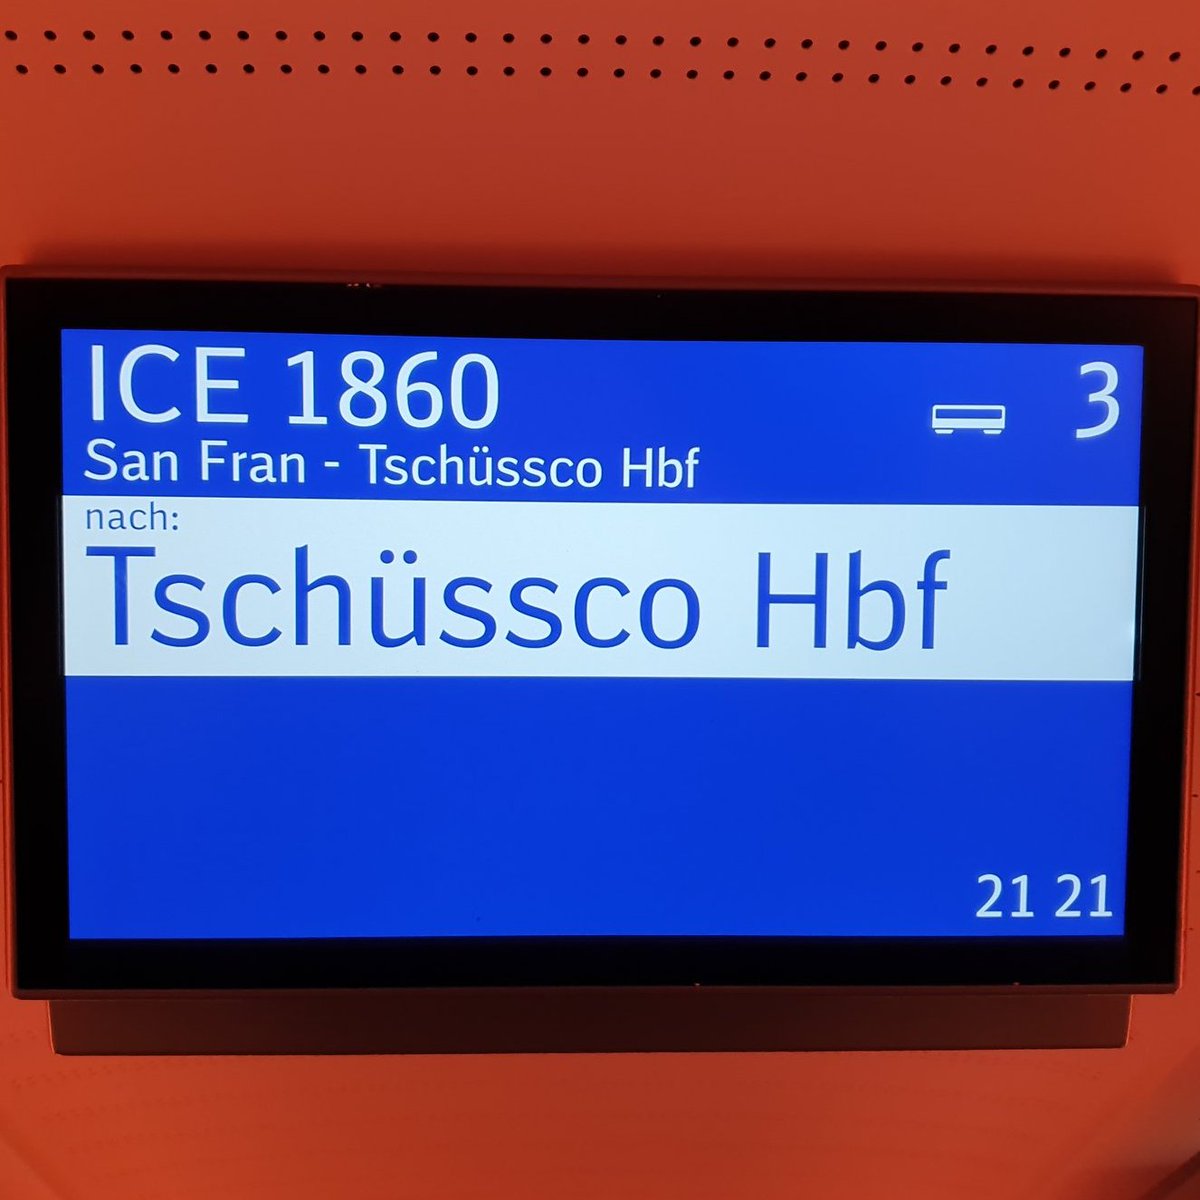 ICE 1860
3
San Fran - Tschüssco Hbf
nach:
Tschüssco Hbf
21 21